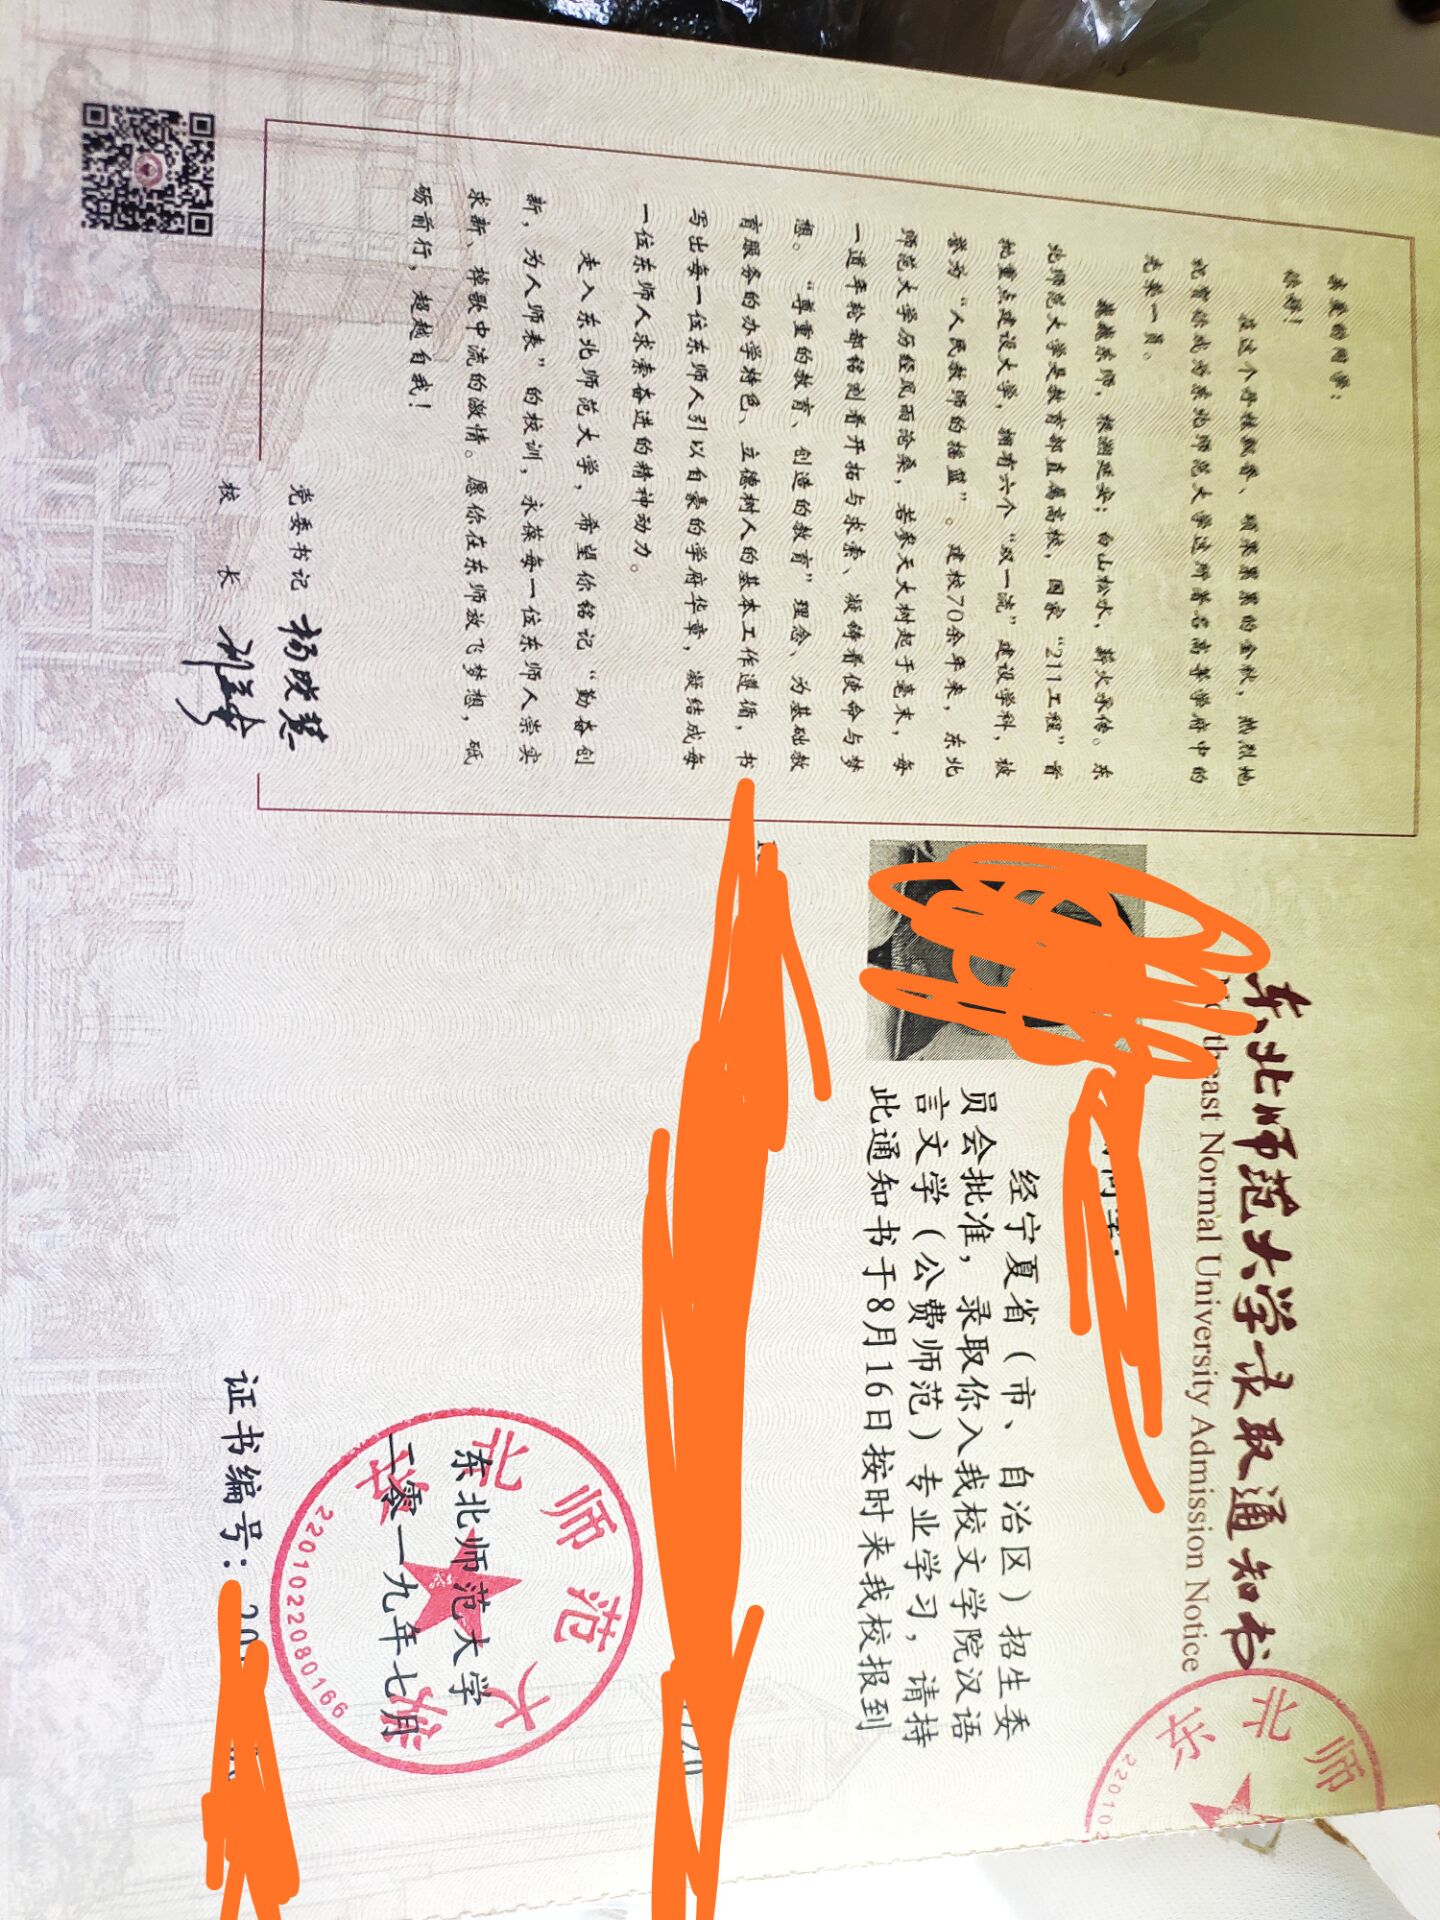 亲爱的同学：
你好！
在这个丹桂飘香、硕果累累的金秋，热烈地
祝贺你成为东北师范大学这所著名高等学府中的
光荣一员。
巍巍东师，根溯延安；白山松水，薪火承传。东
北师范大学是教育部直属高校，国家“211工程”首
批重点建设大学，拥有六个“双一流”建设学科，被
誉为“人民教师的摇篮”。建校70余年来，东北
师范大学历经风雨沧桑，若参天大树起于毫末，每
一道年轮都铭刻着开拓与求索、凝铸着使命与梦
想。“尊重的教育、创造的教育”理念、为基础教
育服务的办学特色、立德树人的基本工作遵循，书
写出每一位东师人引以自豪的学府华章，凝结成每
一位东师人求索奋进的精神动力。
走入东北师范大学，希望你铭记“勤奋创
新，为人师表”的校训，永葆每一位东师人崇实
求新、棹歌中流的激情。愿你在东师放飞梦想，砥
砺前行，超越自我！
党委书记 杨晓慧
校 长 刘益春
东北师范大学录取通知书
Northeast Normal University Admission Notice
东北师
220102
同学：
经宁夏省（市、自治区）招生委
员会批准，录取你入我校文学院汉语
言文学（公费师范）专业学习，请持
此通知书于8月16日按时来我校报到
东北师范大学
东北师范大学
二零一九年七月
2201022080166
证书编号：20